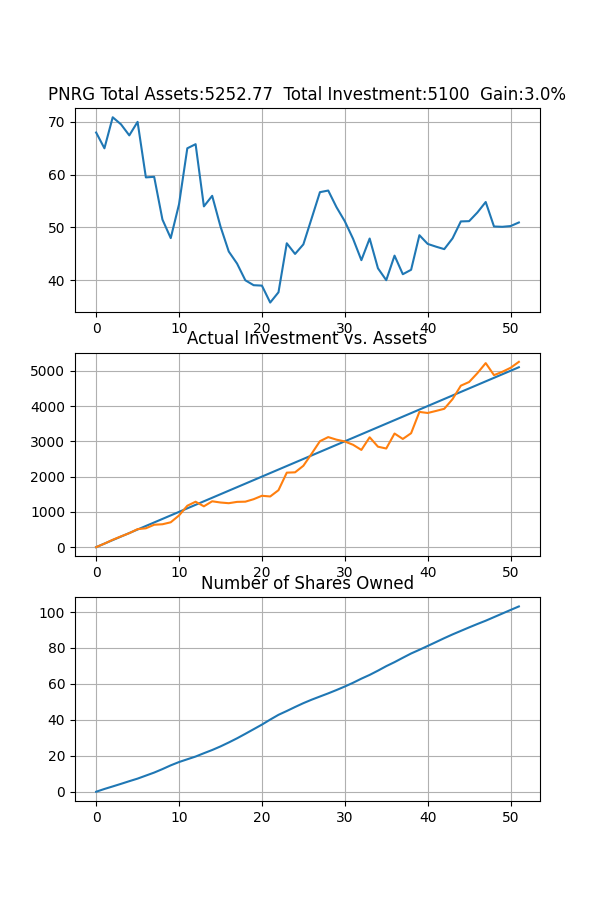 PNRG Total Assets:5252.77  Total Investment:5100  Gain:3.0%
70
60
50
40
0 10 20 30 40 50
Actual Investment vs. Assets
5000
4000
3000
2000
1000
0
0 10 20 30 40 50
Number of Shares Owned
100
80
60
40
20
0
0 10 20 30 40 50